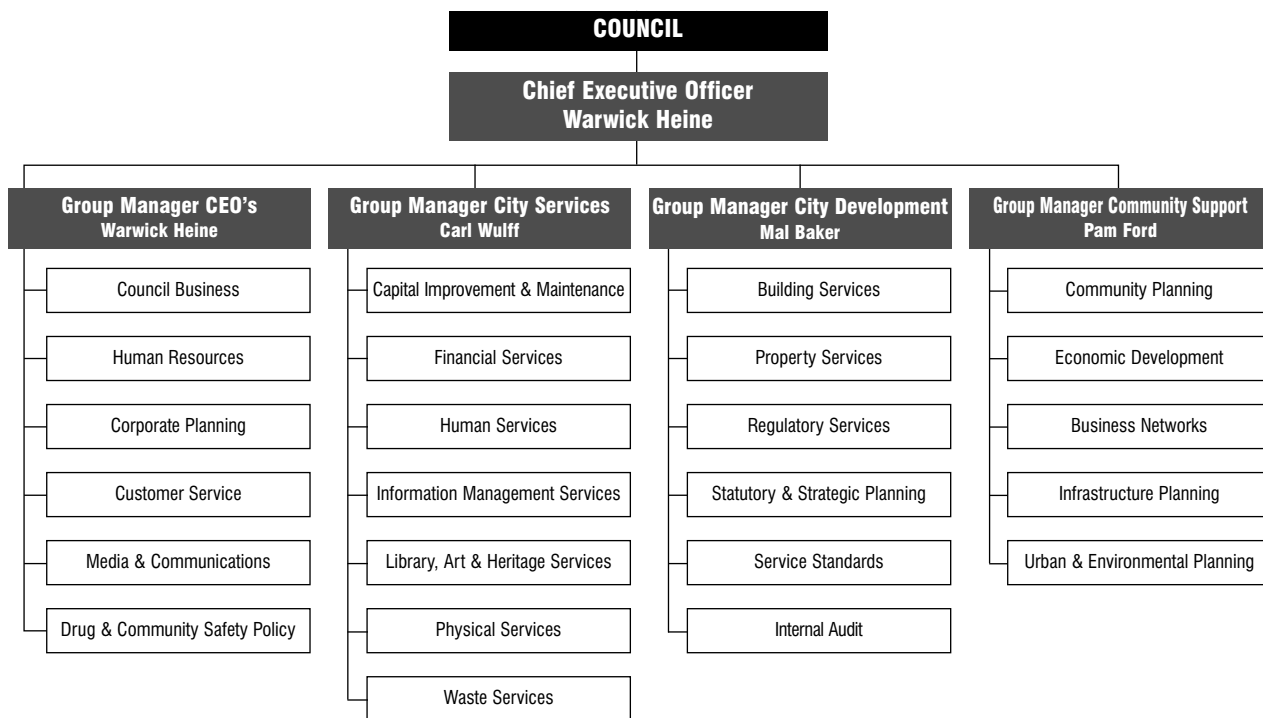 COUNCIL
Chief Executive Officer
Warwick Heine
Group Manager CEO's
Warwick Heine
Council Business
Human Resources
Corporate Planning
Customer Service
Media & Communications
Drug & Community Safety Policy
Group Manager City Services
Carl Wulff
Capital Improvement & Maintenance
Financial Services
Human Services
Information Management Services
Library, Art & Heritage Services
Physical Services
Waste Services
Group Manager City Development
Mal Baker
Building Services
Property Services
Regulatory Services
Statutory & Strategic Planning
Service Standards
Internal Audit
Group Manager Community Support
Pam Ford
Community Planning
Economic Development
Business Networks
Infrastructure Planning
Urban & Environmental Planning